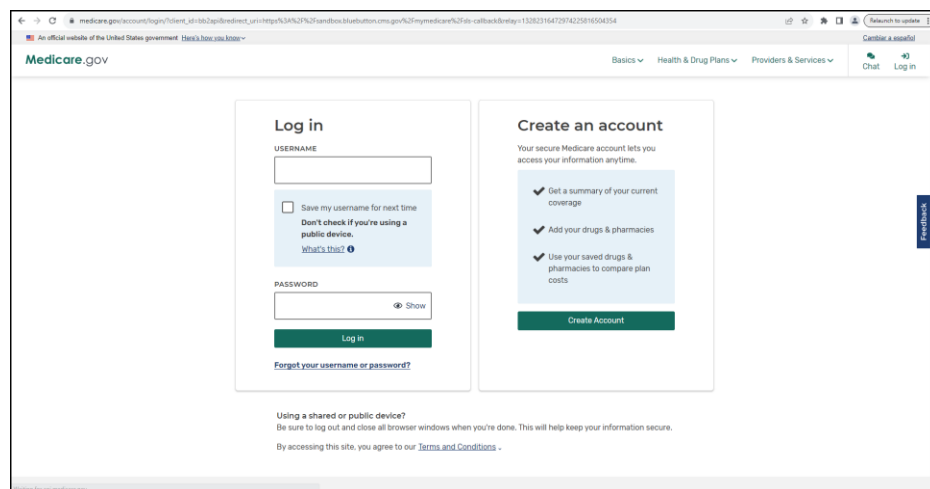 medicare.gov/account/login/?client_id=bb2api&redirect_uri=https%3A%2F%2Fsandbox.bluebutton.cms.gov%2Fmymedicare%2Fsls-callback&relay=13282316472974225816504354
Relaunch to update
An official website of the United States government Here's how you know
Cambiar a español
Medicare.gov
Basics Health & Drug Plans Providers & Services
Chat Log in
Log in
USERNAME
Save my username for next time
Don't check if you're using a
public device.
What's this?
PASSWORD
Show
Log in
Forgot your username or password?
Create an account
Your secure Medicare account lets you
access your information anytime.
Get a summary of your current
coverage
Add your drugs & pharmacies
Use your saved drugs &
pharmacies to compare plan
costs
Create Account
Feedback
Using a shared or public device?
Be sure to log out and close all browser windows when you're done. This will help keep your information secure.
By accessing this site, you agree to our Terms and Conditions .